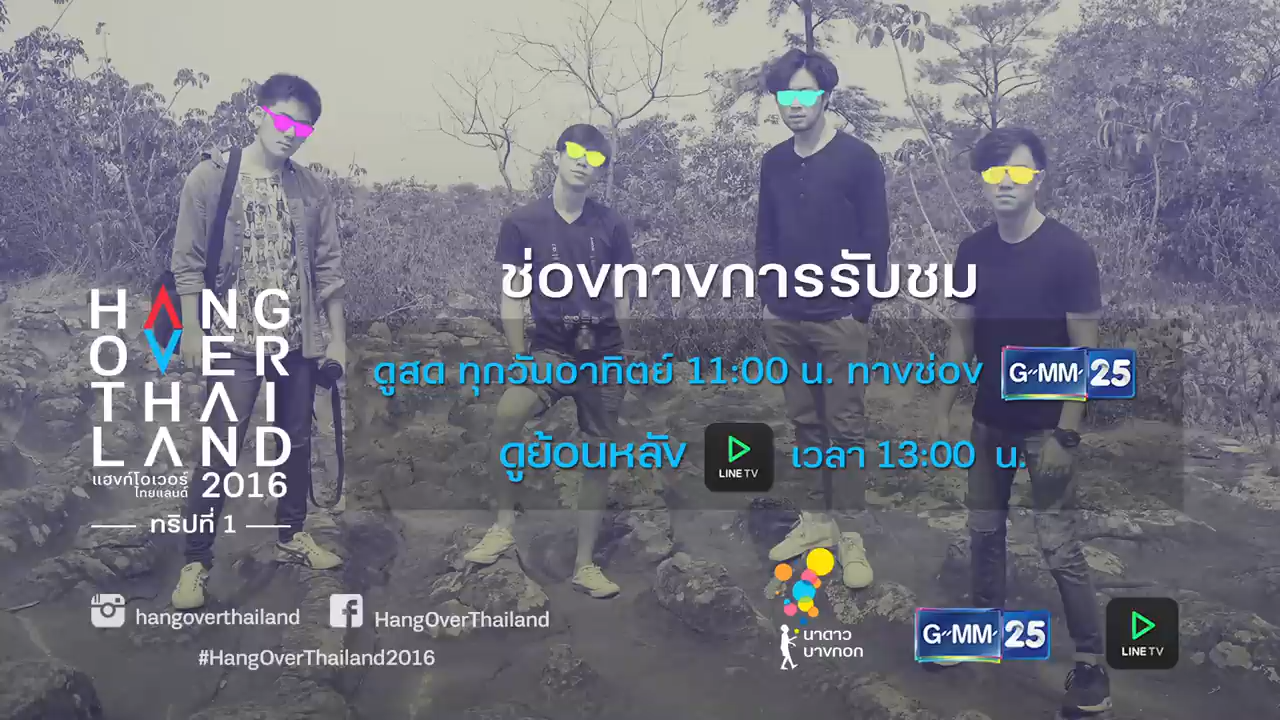 HANG
OVER
THAI
LAND
แฮงก์โอเวอร์
ไทยแลนด์ 2016
ทริปที่ 1
ช่องทางการรับชม
ดูสด ทุกวันอาทิตย์ 11:00 น. ทางช่อง GMM 25
ดูย้อนหลัง LINE TV เวลา 13:00 น.
hangoverthailand HangOverThailand
#HangOverThailand2016
นาดาว
บางกอก
GMM 25
LINE TV